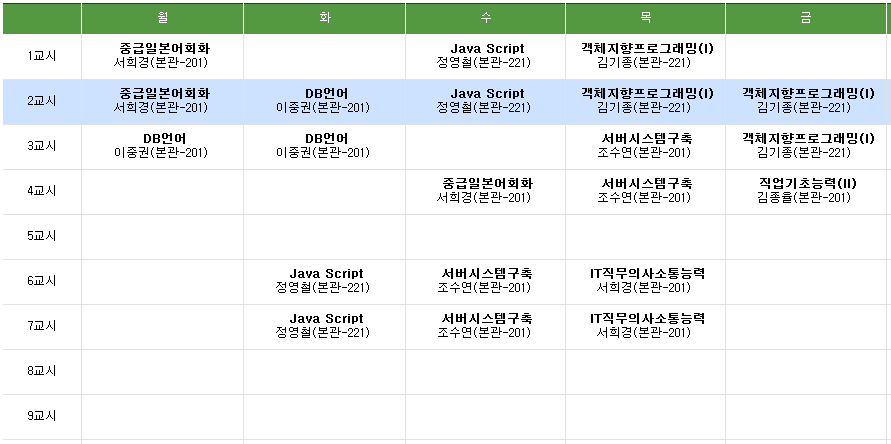 월 화 수 목 금
1교시
중급일본어회화 Java Script 객체지향프로그래밍(I)
서희경(본관-201) 정영철(본관-221) 김기종(본관-221)
2교시
중급일본어회화 DB언어 Java Script 객체지향프로그래밍(I) 객체지향프로그래밍(I)
서희경(본관-201) 이중권(본관-201) 정영철(본관-221) 김기종(본관-221) 김기종(본관-221)
3교시
DB언어 DB언어 서버시스템구축 객체지향프로그래밍(I)
이중권(본관-201) 이중권(본관-201) 조수연(본관-201) 김기종(본관-221)
4교시
중급일본어회화 서버시스템구축 직업기초능력(II)
서희경(본관-201) 조수연(본관-201) 김종율(본관-201)
5교시
6교시
Java Script 서버시스템구축 IT직무의사소통능력
정영철(본관-221) 조수연(본관-201) 서희경(본관-201)
7교시
Java Script 서버시스템구축 IT직무의사소통능력
정영철(본관-221) 조수연(본관-201) 서희경(본관-201)
8교시
9교시